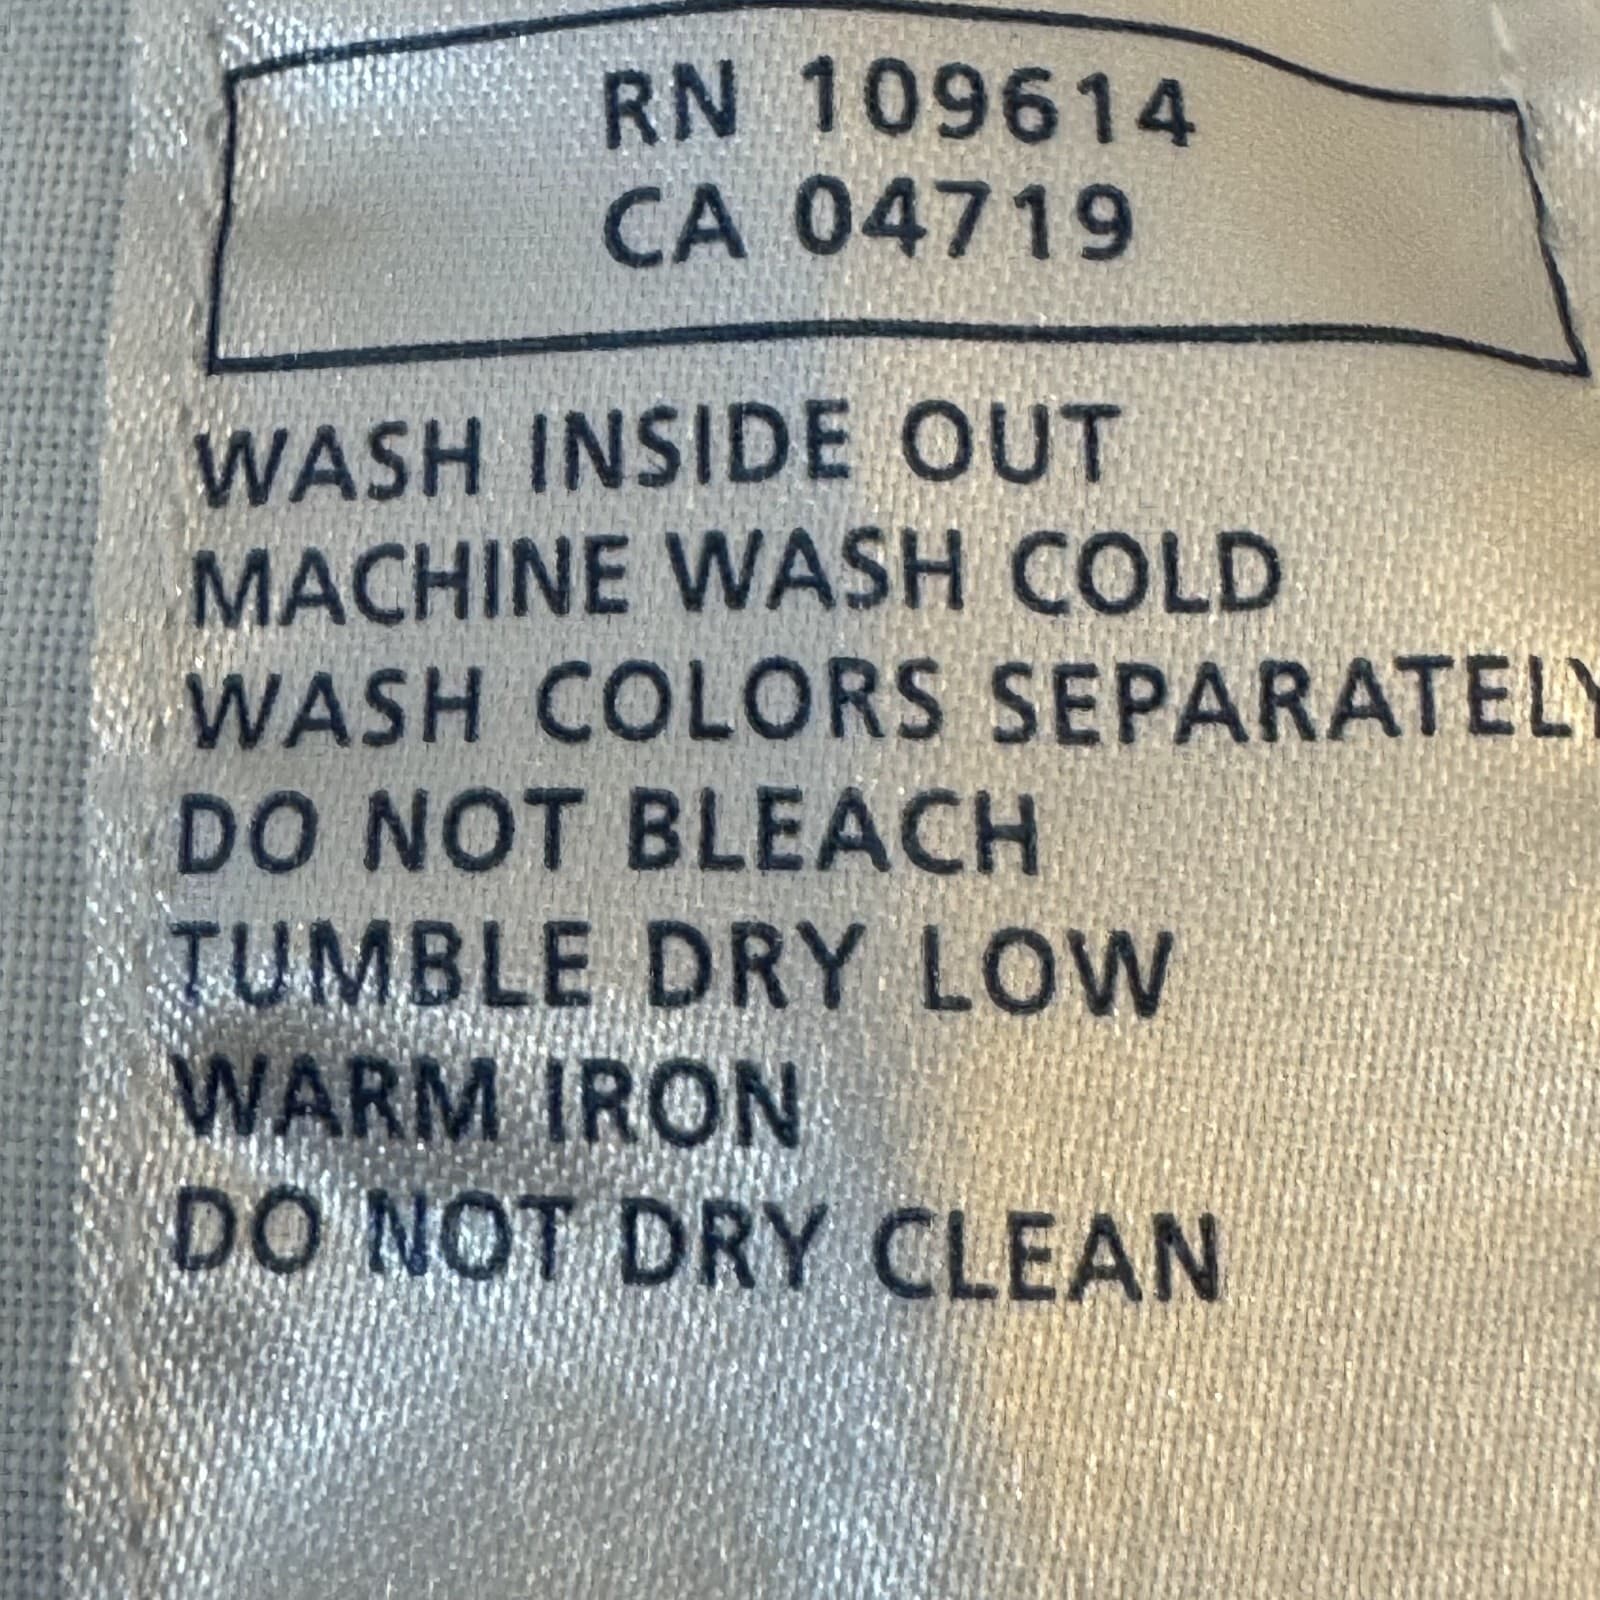 RN 109614
CA 04719
WASH INSIDE OUT
MACHINE WASH COLD
WASH COLORS SEPARATELY
DO NOT BLEACH
TUMBLE DRY LOW
WARM IRON
DO NOT DRY CLEAN